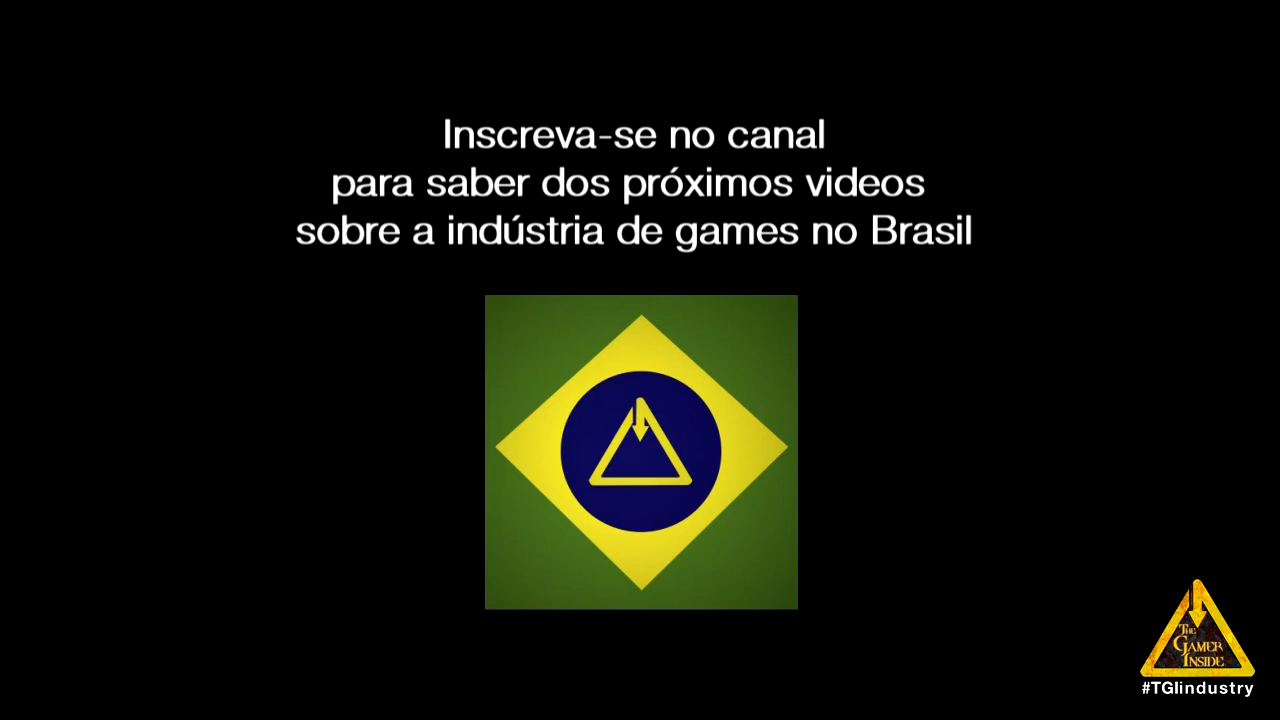 Inscreva-se no canal
para saber dos próximos videos
sobre a indústria de games no Brasil
The
Gamer
Inside
#TGIindustry